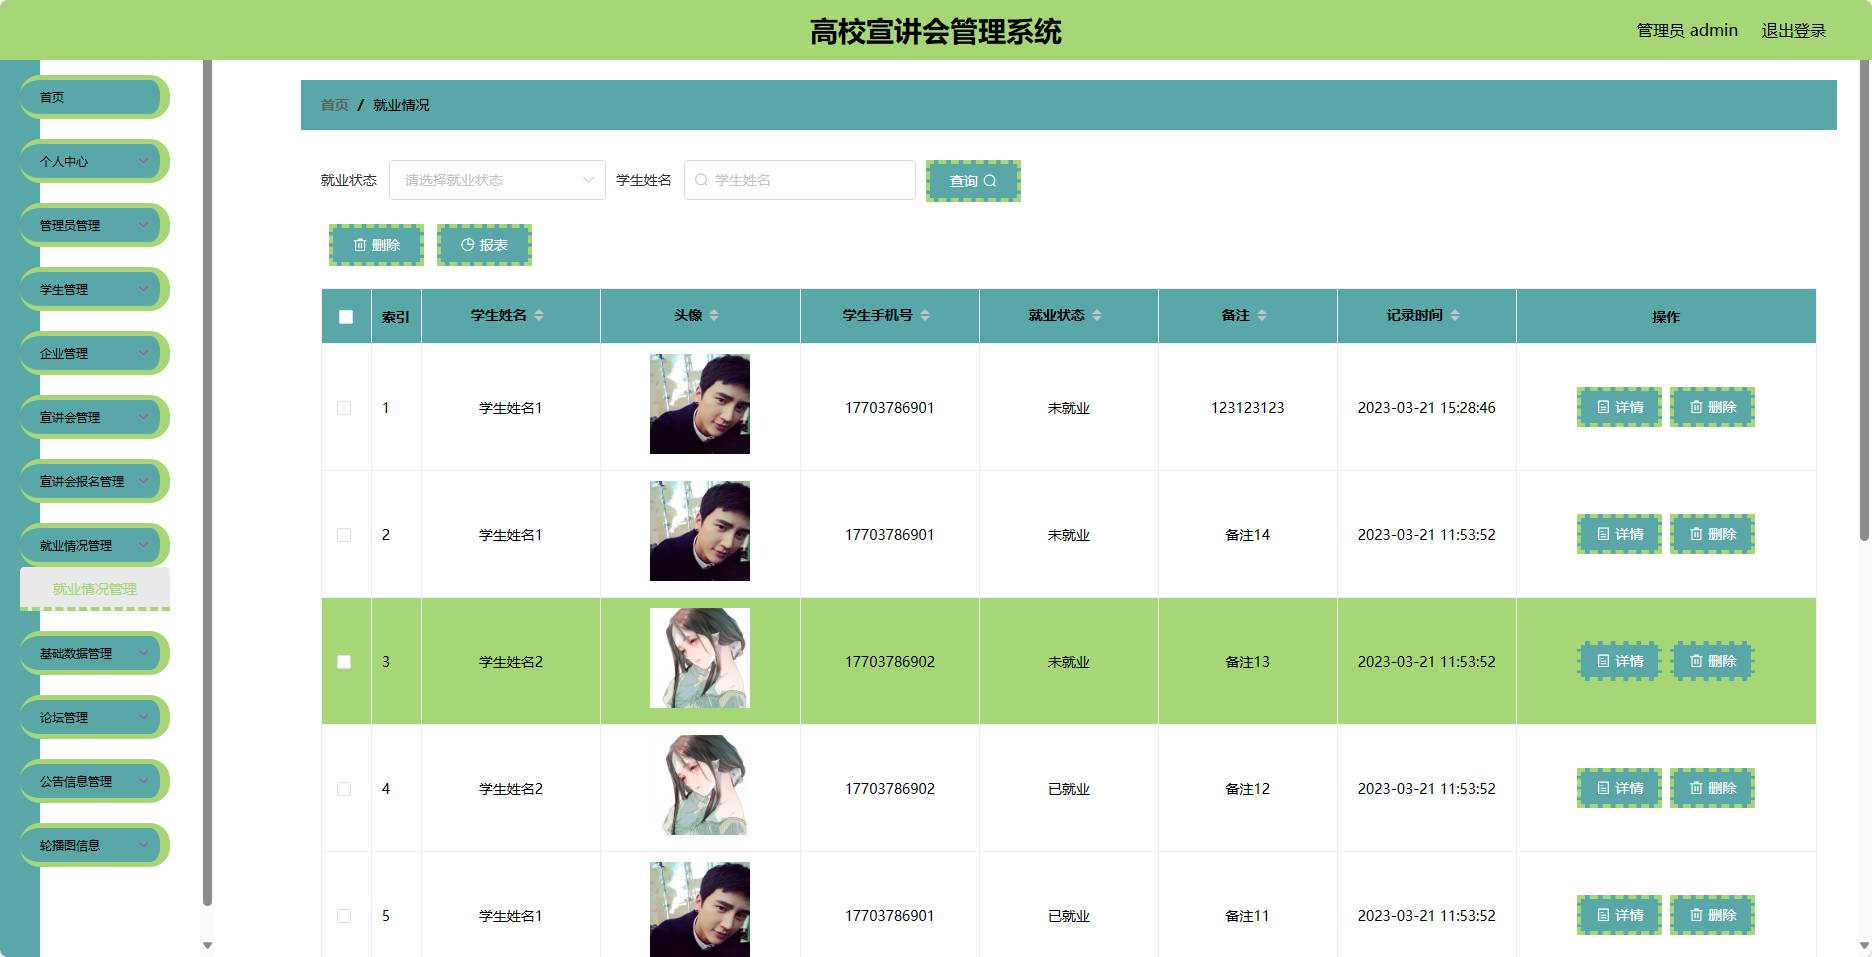 高校宣讲会管理系统
管理员 admin 退出登录
首页
个人中心
管理员管理
学生管理
企业管理
宣讲会管理
宣讲会报名管理
就业情况管理
就业情况管理
基础数据管理
论坛管理
公告信息管理
轮播图信息
首页 / 就业情况
就业状态 请选择就业状态 学生姓名 学生姓名 查询
删除 报表
索引 学生姓名 头像 学生手机号 就业状态 备注 记录时间 操作
1 学生姓名1 17703786901 未就业 123123123 2023-03-21 15:28:46 详情 删除
2 学生姓名1 17703786901 未就业 备注14 2023-03-21 11:53:52 详情 删除
3 学生姓名2 17703786902 未就业 备注13 2023-03-21 11:53:52 详情 删除
4 学生姓名2 17703786902 已就业 备注12 2023-03-21 11:53:52 详情 删除
5 学生姓名1 17703786901 已就业 备注11 2023-03-21 11:53:52 详情 删除